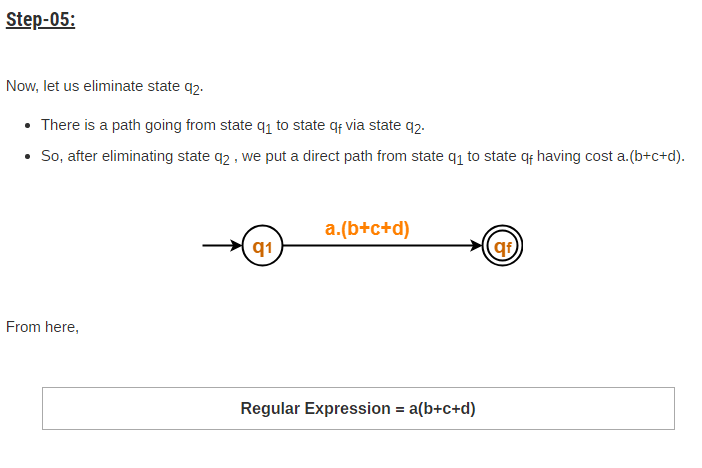 Step-05:
Now, let us eliminate state q2.
• There is a path going from state q1 to state qf via state q2.
• So, after eliminating state q2 , we put a direct path from state q1 to state qf having cost a.(b+c+d).
a.(b+c+d)
q1
qf
From here,
Regular Expression = a(b+c+d)